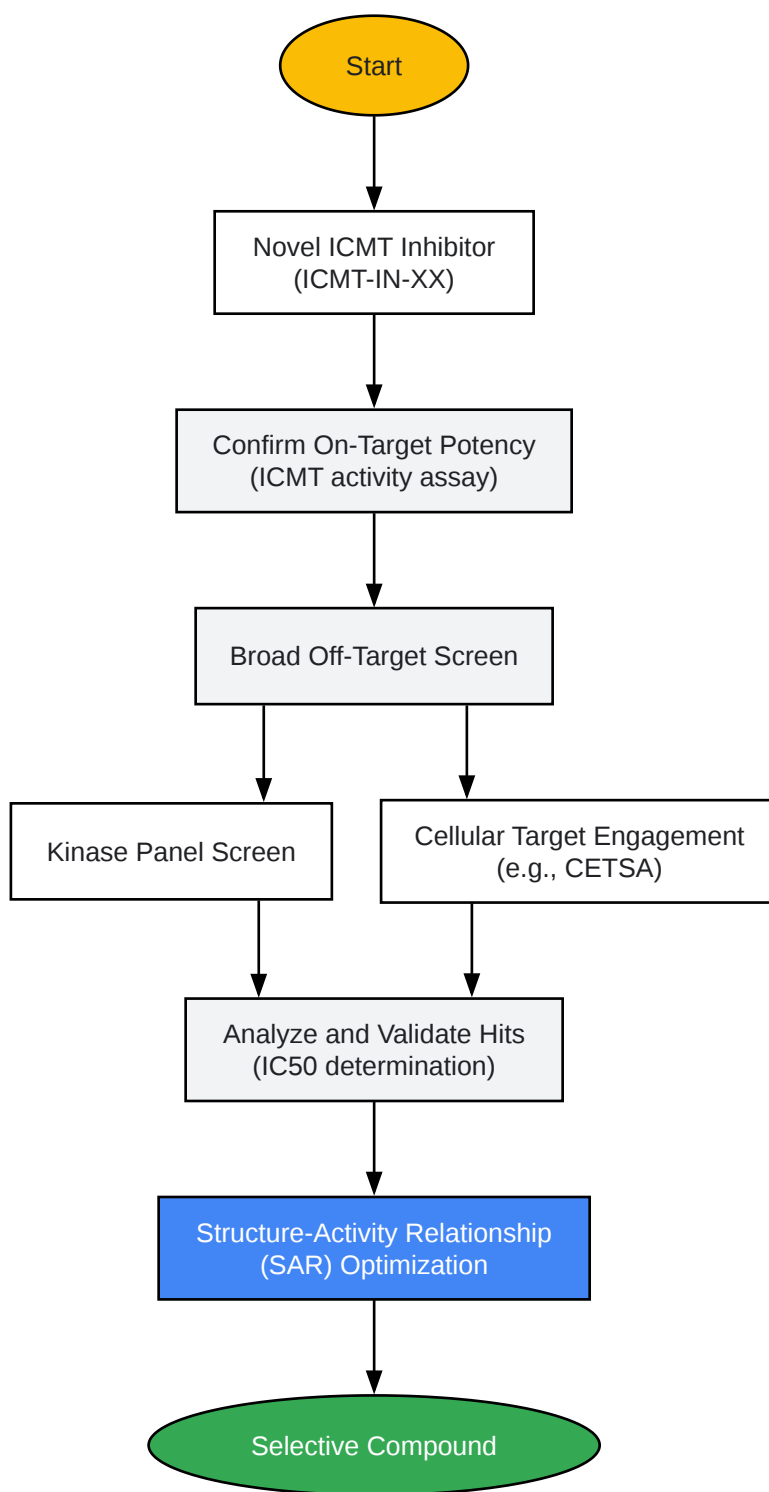 Start
Novel ICMT Inhibitor
(ICMT-IN-XX)
Confirm On-Target Potency
(ICMT activity assay)
Broad Off-Target Screen
Kinase Panel Screen
Cellular Target Engagement
(e.g., CETSA)
Analyze and Validate Hits
(IC50 determination)
Structure-Activity Relationship
(SAR) Optimization
Selective Compound